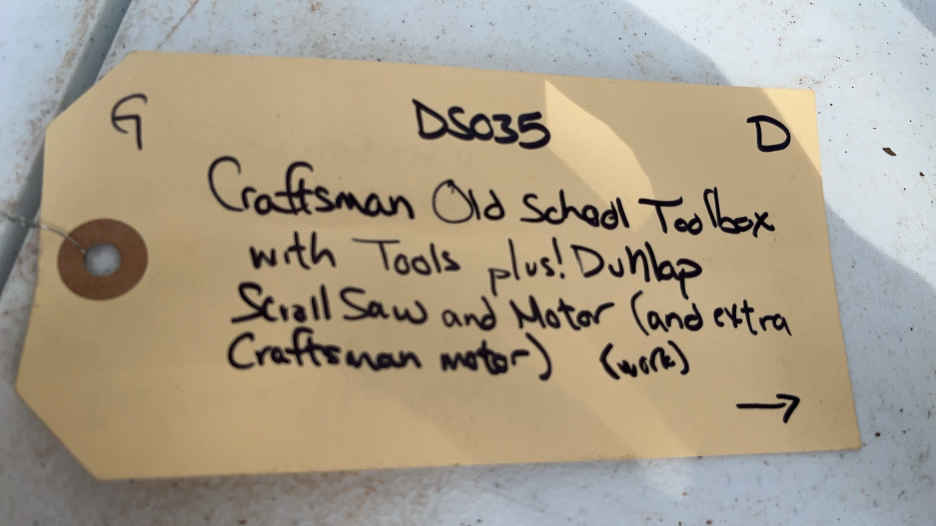 G DS035 D
Craftsman Old School Toolbox
with Tools plus! Dunlap
Scroll Saw and Motor (and extra
Craftsman motor) (work)
→